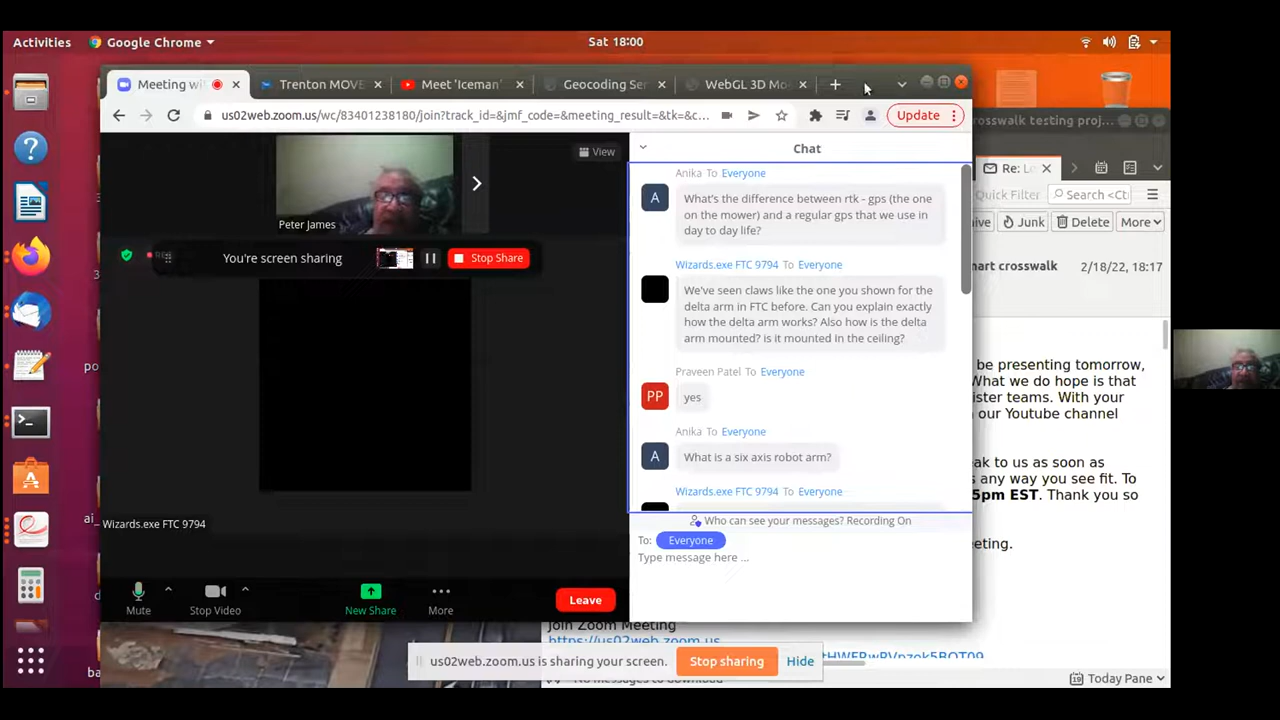 Activities
Google Chrome
Sat 18:00
Meeting wi
Trenton MOVE
Meet 'Iceman'
Geocoding Ser
WebGL 3D Mo
us02web.zoom.us/wc/83401238180/join?track_id=&jmf_code=&meeting_result=&tk=&c...
Update
rosswalk testing proj...
View
Chat
Re: Lo
Quick Filter
Search <Ctrl
Junk
Delete
More
mart crosswalk
2/18/22, 18:17
Peter James
You're screen sharing
Stop Share
Anika To Everyone
A
What's the difference between rtk - gps (the one
on the mower) and a regular gps that we use in
day to day life?
Wizards.exe FTC 9794 To Everyone
We've seen claws like the one you shown for the
delta arm in FTC before. Can you explain exactly
how the delta arm works? Also how is the delta
arm mounted? is it mounted in the ceiling?
Praveen Patel To Everyone
PP
yes
Anika To Everyone
A
What is a six axis robot arm?
Wizards.exe FTC 9794 To Everyone
Who can see your messages? Recording On
To: Everyone
Type message here ...
be presenting tomorrow,
What we do hope is that
ister teams. With your
our Youtube channel
ak to us as soon as
any way you see fit. To
5pm EST. Thank you so
eeting.
Wizards.exe FTC 9794
Mute
Stop Video
New Share
More
Leave
Join Zoom Meeting
https://us02web.zoom.us
us02web.zoom.us is sharing your screen.
Stop sharing
Hide
No messages to download
Today Pane